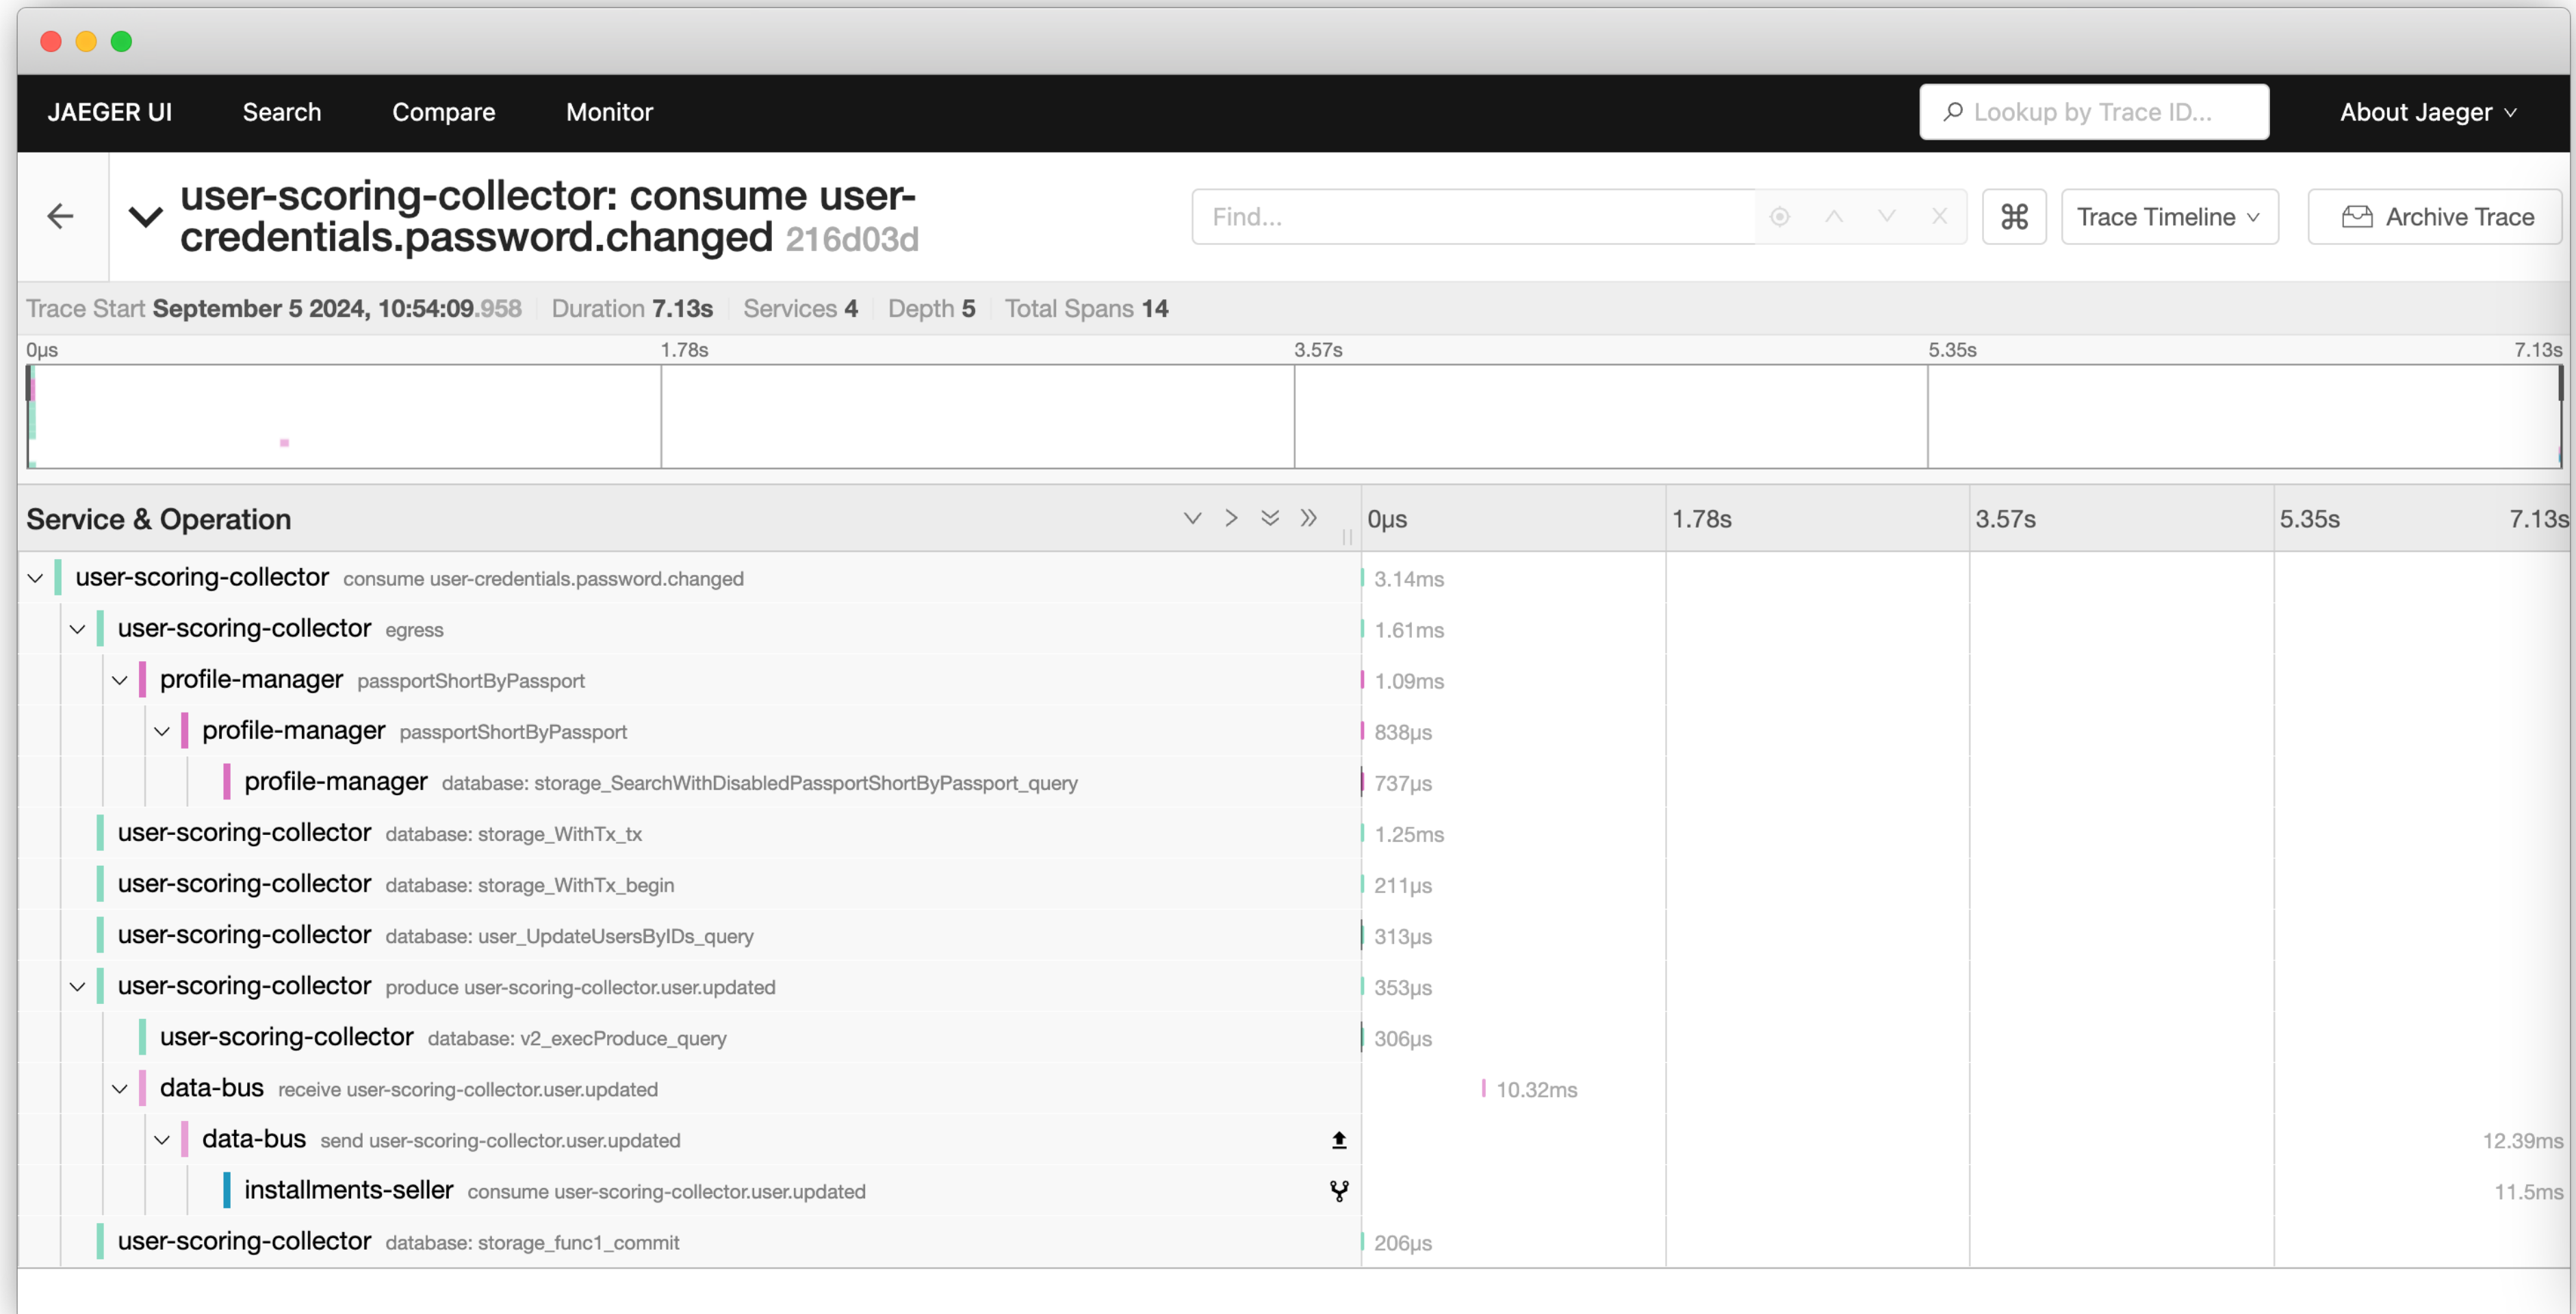 JAEGER UI Search Compare Monitor Lookup by Trace ID... About Jaeger
user-scoring-collector: consume user-
credentials.password.changed 216d03d
Find... Trace Timeline Archive Trace
Trace Start September 5 2024, 10:54:09.958 Duration 7.13s Services 4 Depth 5 Total Spans 14
0μs 1.78s 3.57s 5.35s 7.13s
Service & Operation 0μs 1.78s 3.57s 5.35s 7.13s
user-scoring-collector consume user-credentials.password.changed 3.14ms
user-scoring-collector egress 1.61ms
profile-manager passportShortByPassport 1.09ms
profile-manager passportShortByPassport 838μs
profile-manager database: storage_SearchWithDisabledPassportShortByPassport_query 737μs
user-scoring-collector database: storage_WithTx_tx 1.25ms
user-scoring-collector database: storage_WithTx_begin 211μs
user-scoring-collector database: user_UpdateUsersByIDs_query 313μs
user-scoring-collector produce user-scoring-collector.user.updated 353μs
user-scoring-collector database: v2_execProduce_query 306μs
data-bus receive user-scoring-collector.user.updated 10.32ms
data-bus send user-scoring-collector.user.updated 12.39ms
installments-seller consume user-scoring-collector.user.updated 11.5ms
user-scoring-collector database: storage_func1_commit 206μs